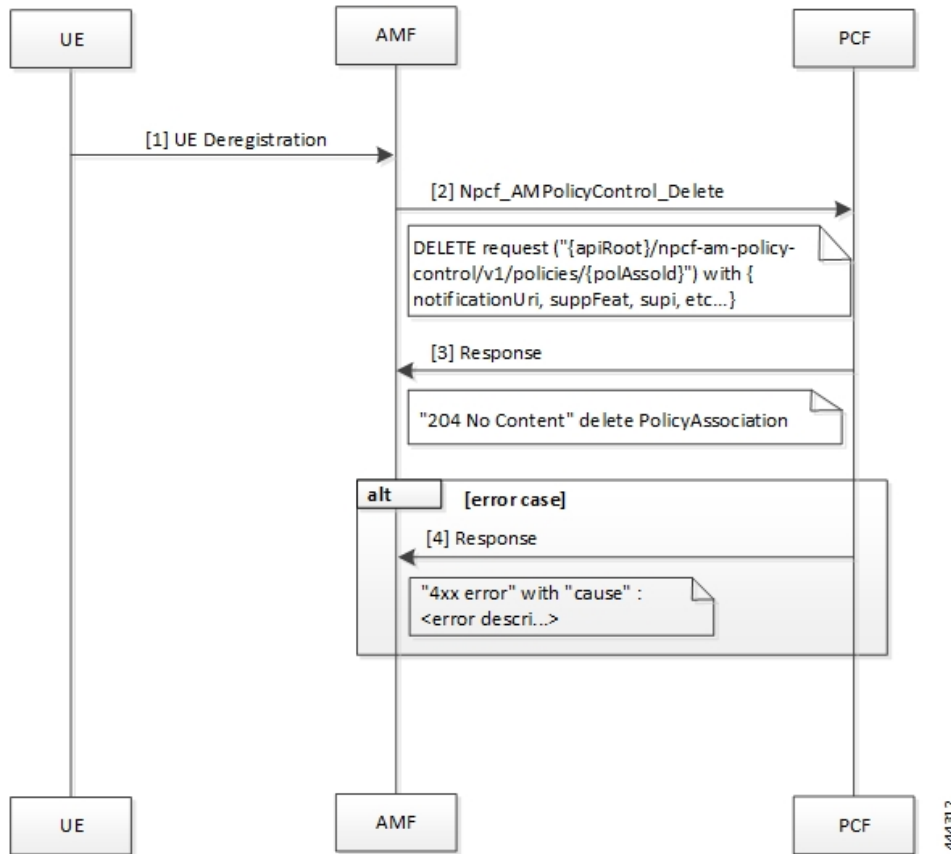 UE
AMF
PCF
[1] UE Deregistration
[2] Npcf_AMPolicyControl_Delete
DELETE request ("{apiRoot}/npcf-am-policy-
control/v1/policies/{polAssoId}") with {
notificationUri, suppFeat, supi, etc...}
[3] Response
"204 No Content" delete PolicyAssociation
alt
[error case]
[4] Response
"4xx error" with "cause" :
<error descri...>
UE
AMF
PCF
444312